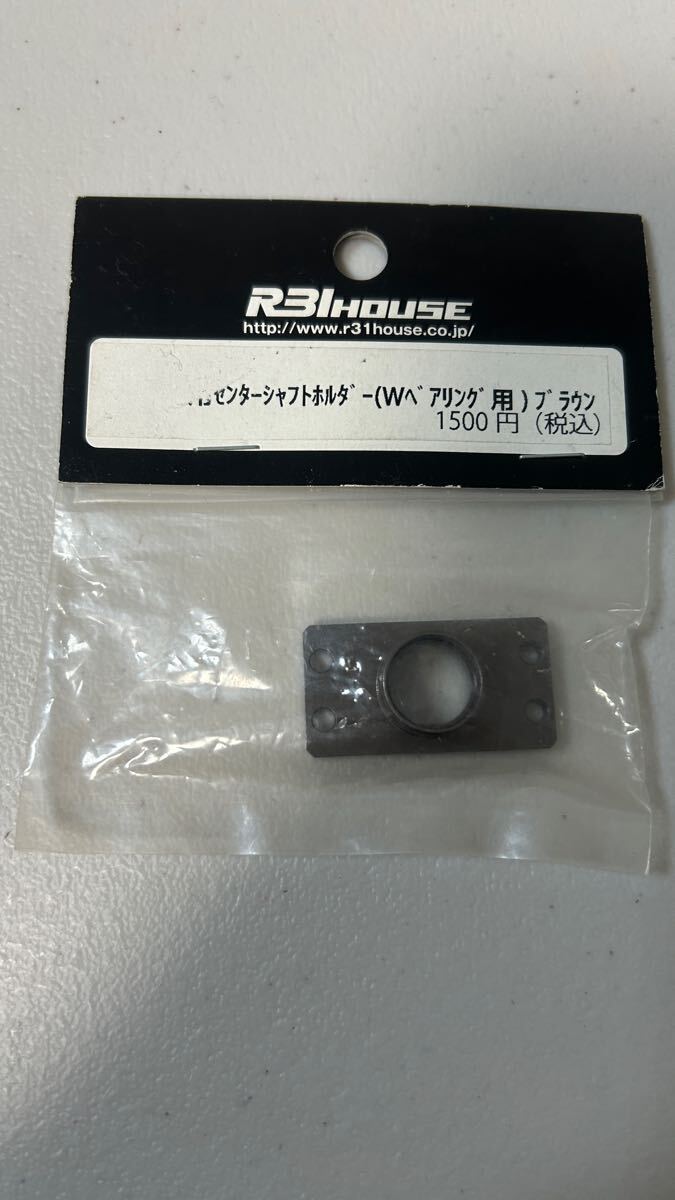 R31HOUSE
http://www.r31house.co.jp/
センターシャフトホルダﾞー(Wベアリングﾞ用)ブラウン
1500円（税込）